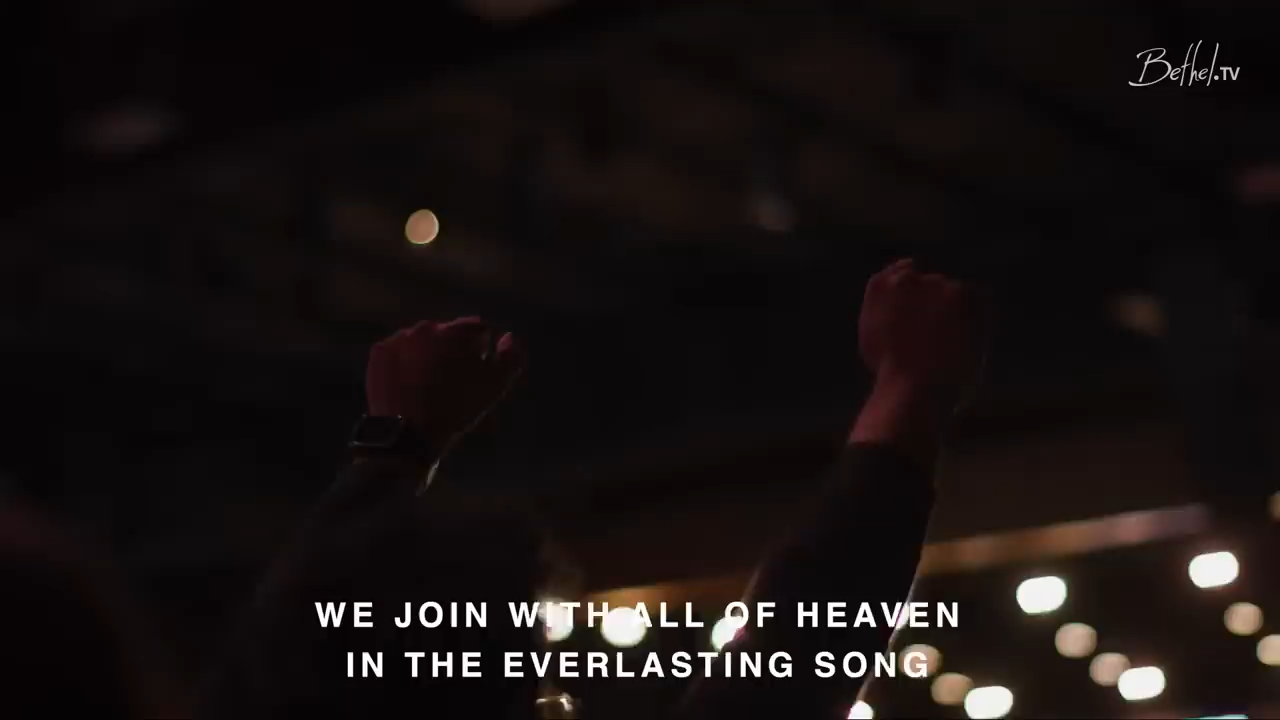 Bethel.TV
WE JOIN WITH ALL OF HEAVEN
IN THE EVERLASTING SONG